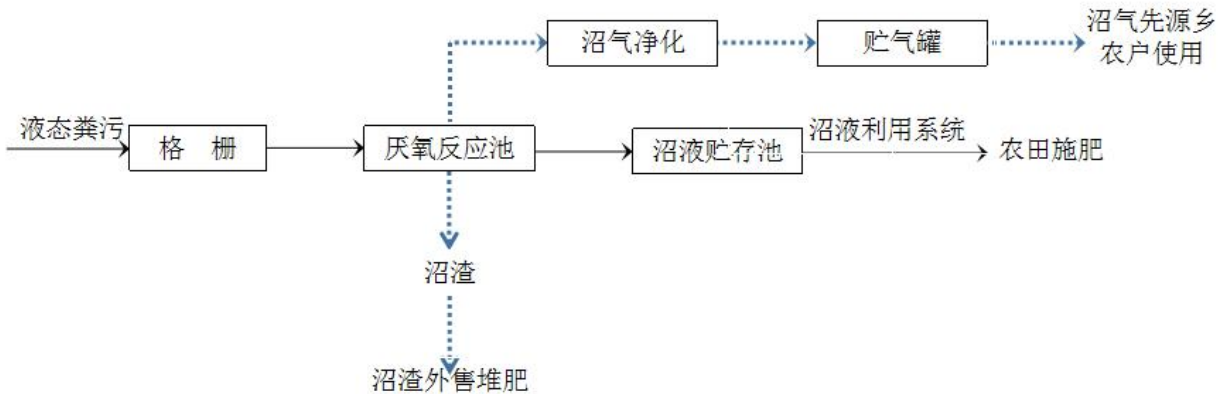 沼气净化
贮气罐
沼气先源乡
农户使用
液态粪污
格 栅
厌氧反应池
沼液贮存池
沼液利用系统
农田施肥
沼渣
沼渣外售堆肥